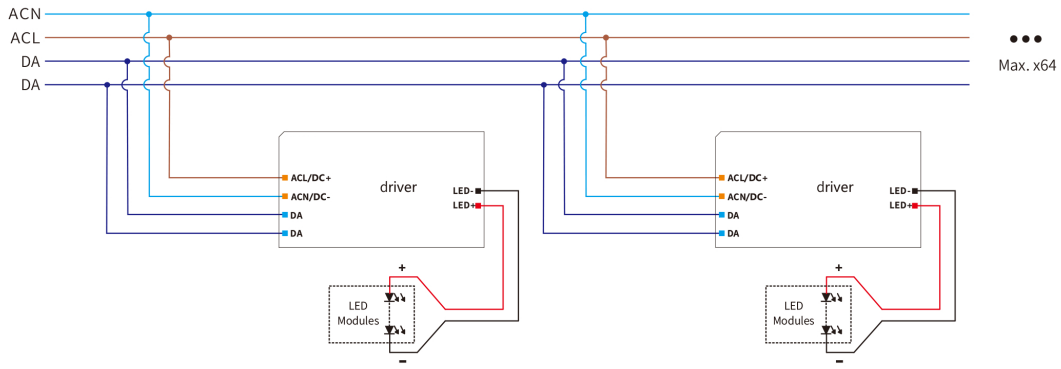 ACN
ACL
DA
DA
●●●
Max. x64
ACL/DC+
ACN/DC-
DA
DA
driver
LED-
LED+
ACL/DC+
ACN/DC-
DA
DA
driver
LED-
LED+
+
LED
Modules
-
+
LED
Modules
-